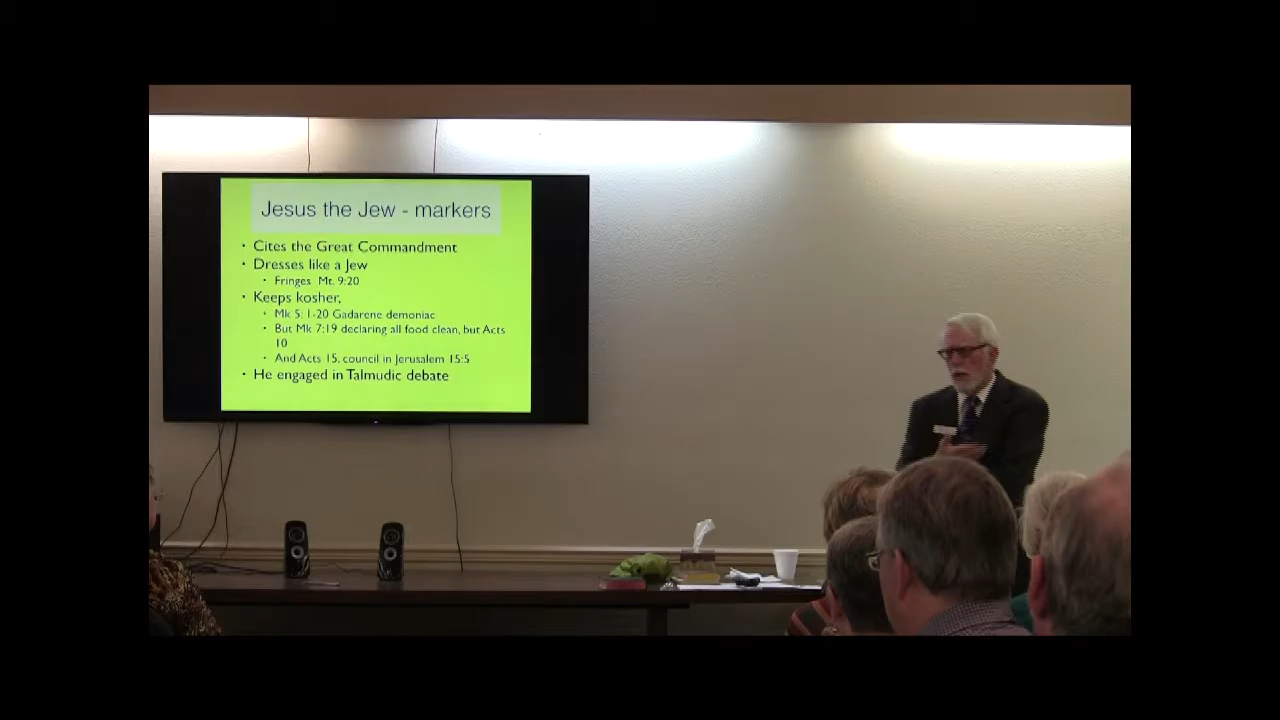 Jesus the Jew - markers
• Cites the Great Commandment
• Dresses like a Jew
• Fringes Mt. 9:20
• Keeps kosher,
• Mk 5: 1-20 Gadarene demoniac
• But Mk 7:19 declaring all food clean, but Acts
10
• And Acts 15, council in Jerusalem 15:5
• He engaged in Talmudic debate